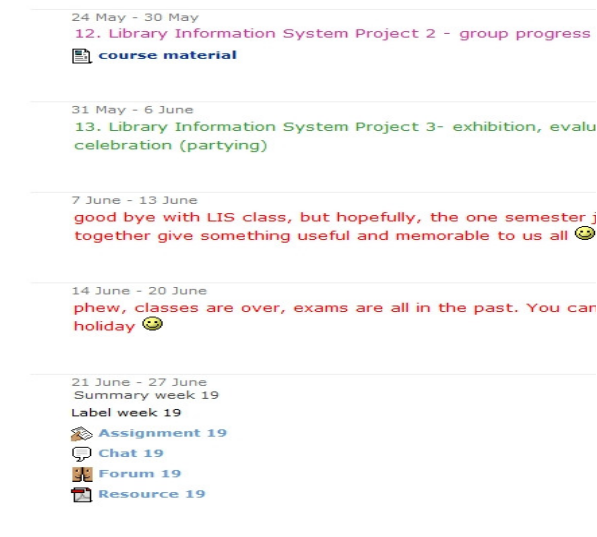 24 May - 30 May
12. Library Information System Project 2 - group progress
course material
31 May - 6 June
13. Library Information System Project 3- exhibition, evalu
celebration (partying)
7 June - 13 June
good bye with LIS class, but hopefully, the one semester j
together give something useful and memorable to us all
14 June - 20 June
phew, classes are over, exams are all in the past. You can
holiday
21 June - 27 June
Summary week 19
Label week 19
Assignment 19
Chat 19
Forum 19
Resource 19